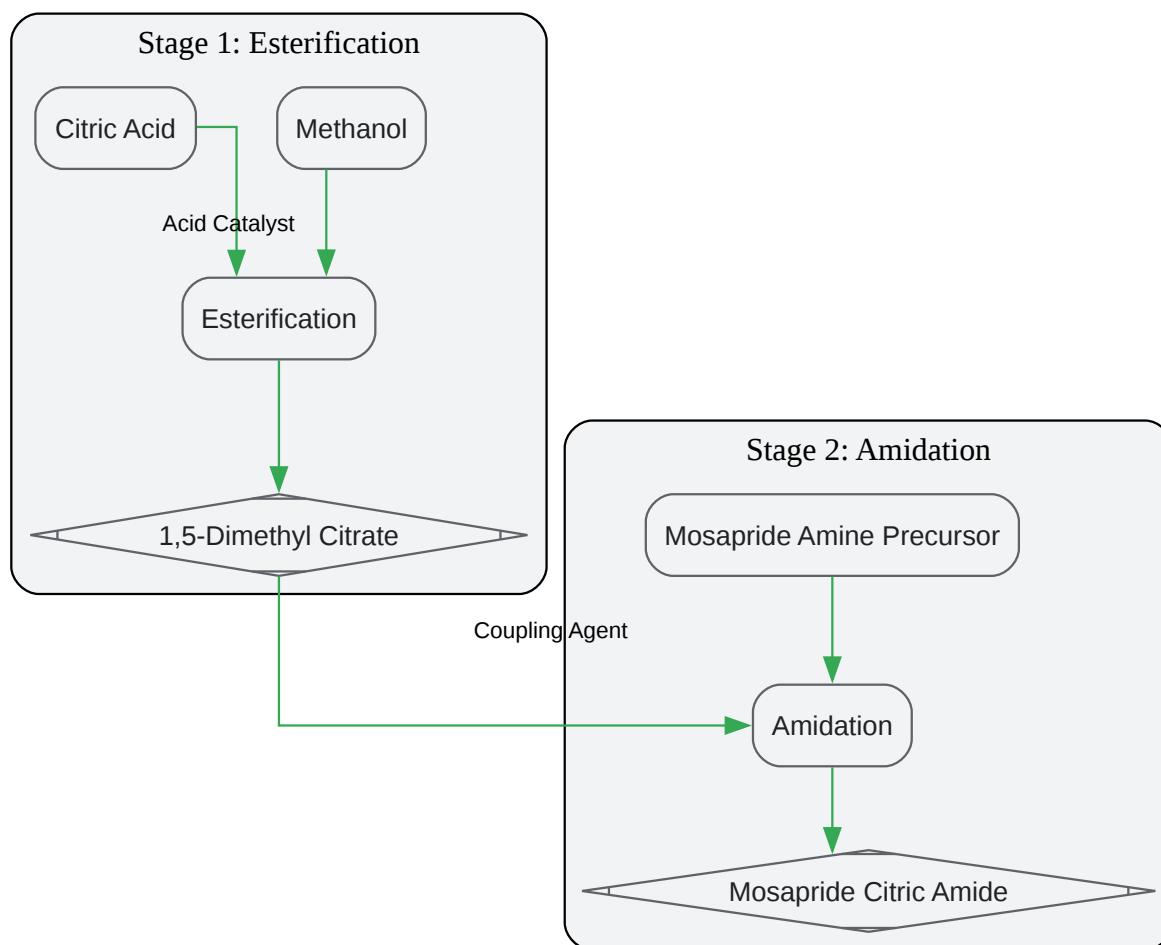 Stage 1: Esterification
Citric Acid
Methanol
Acid Catalyst
Esterification
1,5-Dimethyl Citrate
Stage 2: Amidation
Mosapride Amine Precursor
Coupling Agent
Amidation
Mosapride Citric Amide